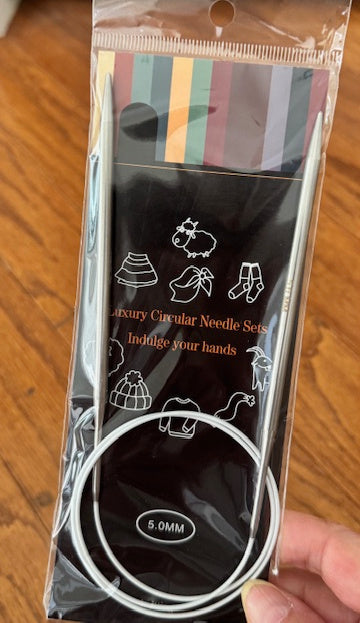 Luxury Circular Needle Sets
Indulge your hands
5.0MM